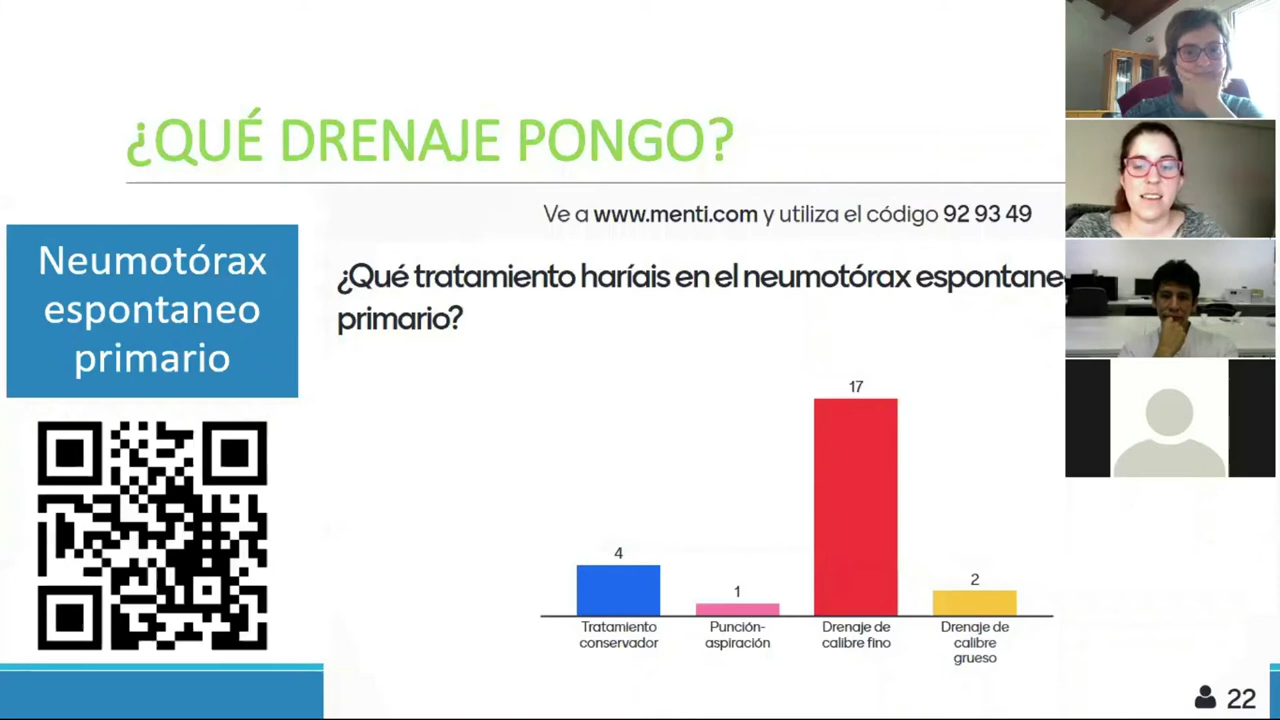 ¿QUÉ DRENAJE PONGO?
Ve a www.menti.com y utiliza el código 92 93 49
Neumotórax
espontaneo
primario
¿Qué tratamiento haríais en el neumotórax espontane
primario?
17
4
1
2
Tratamiento
conservador
Punción-
aspiración
Drenaje de
calibre fino
Drenaje de
calibre
grueso
22